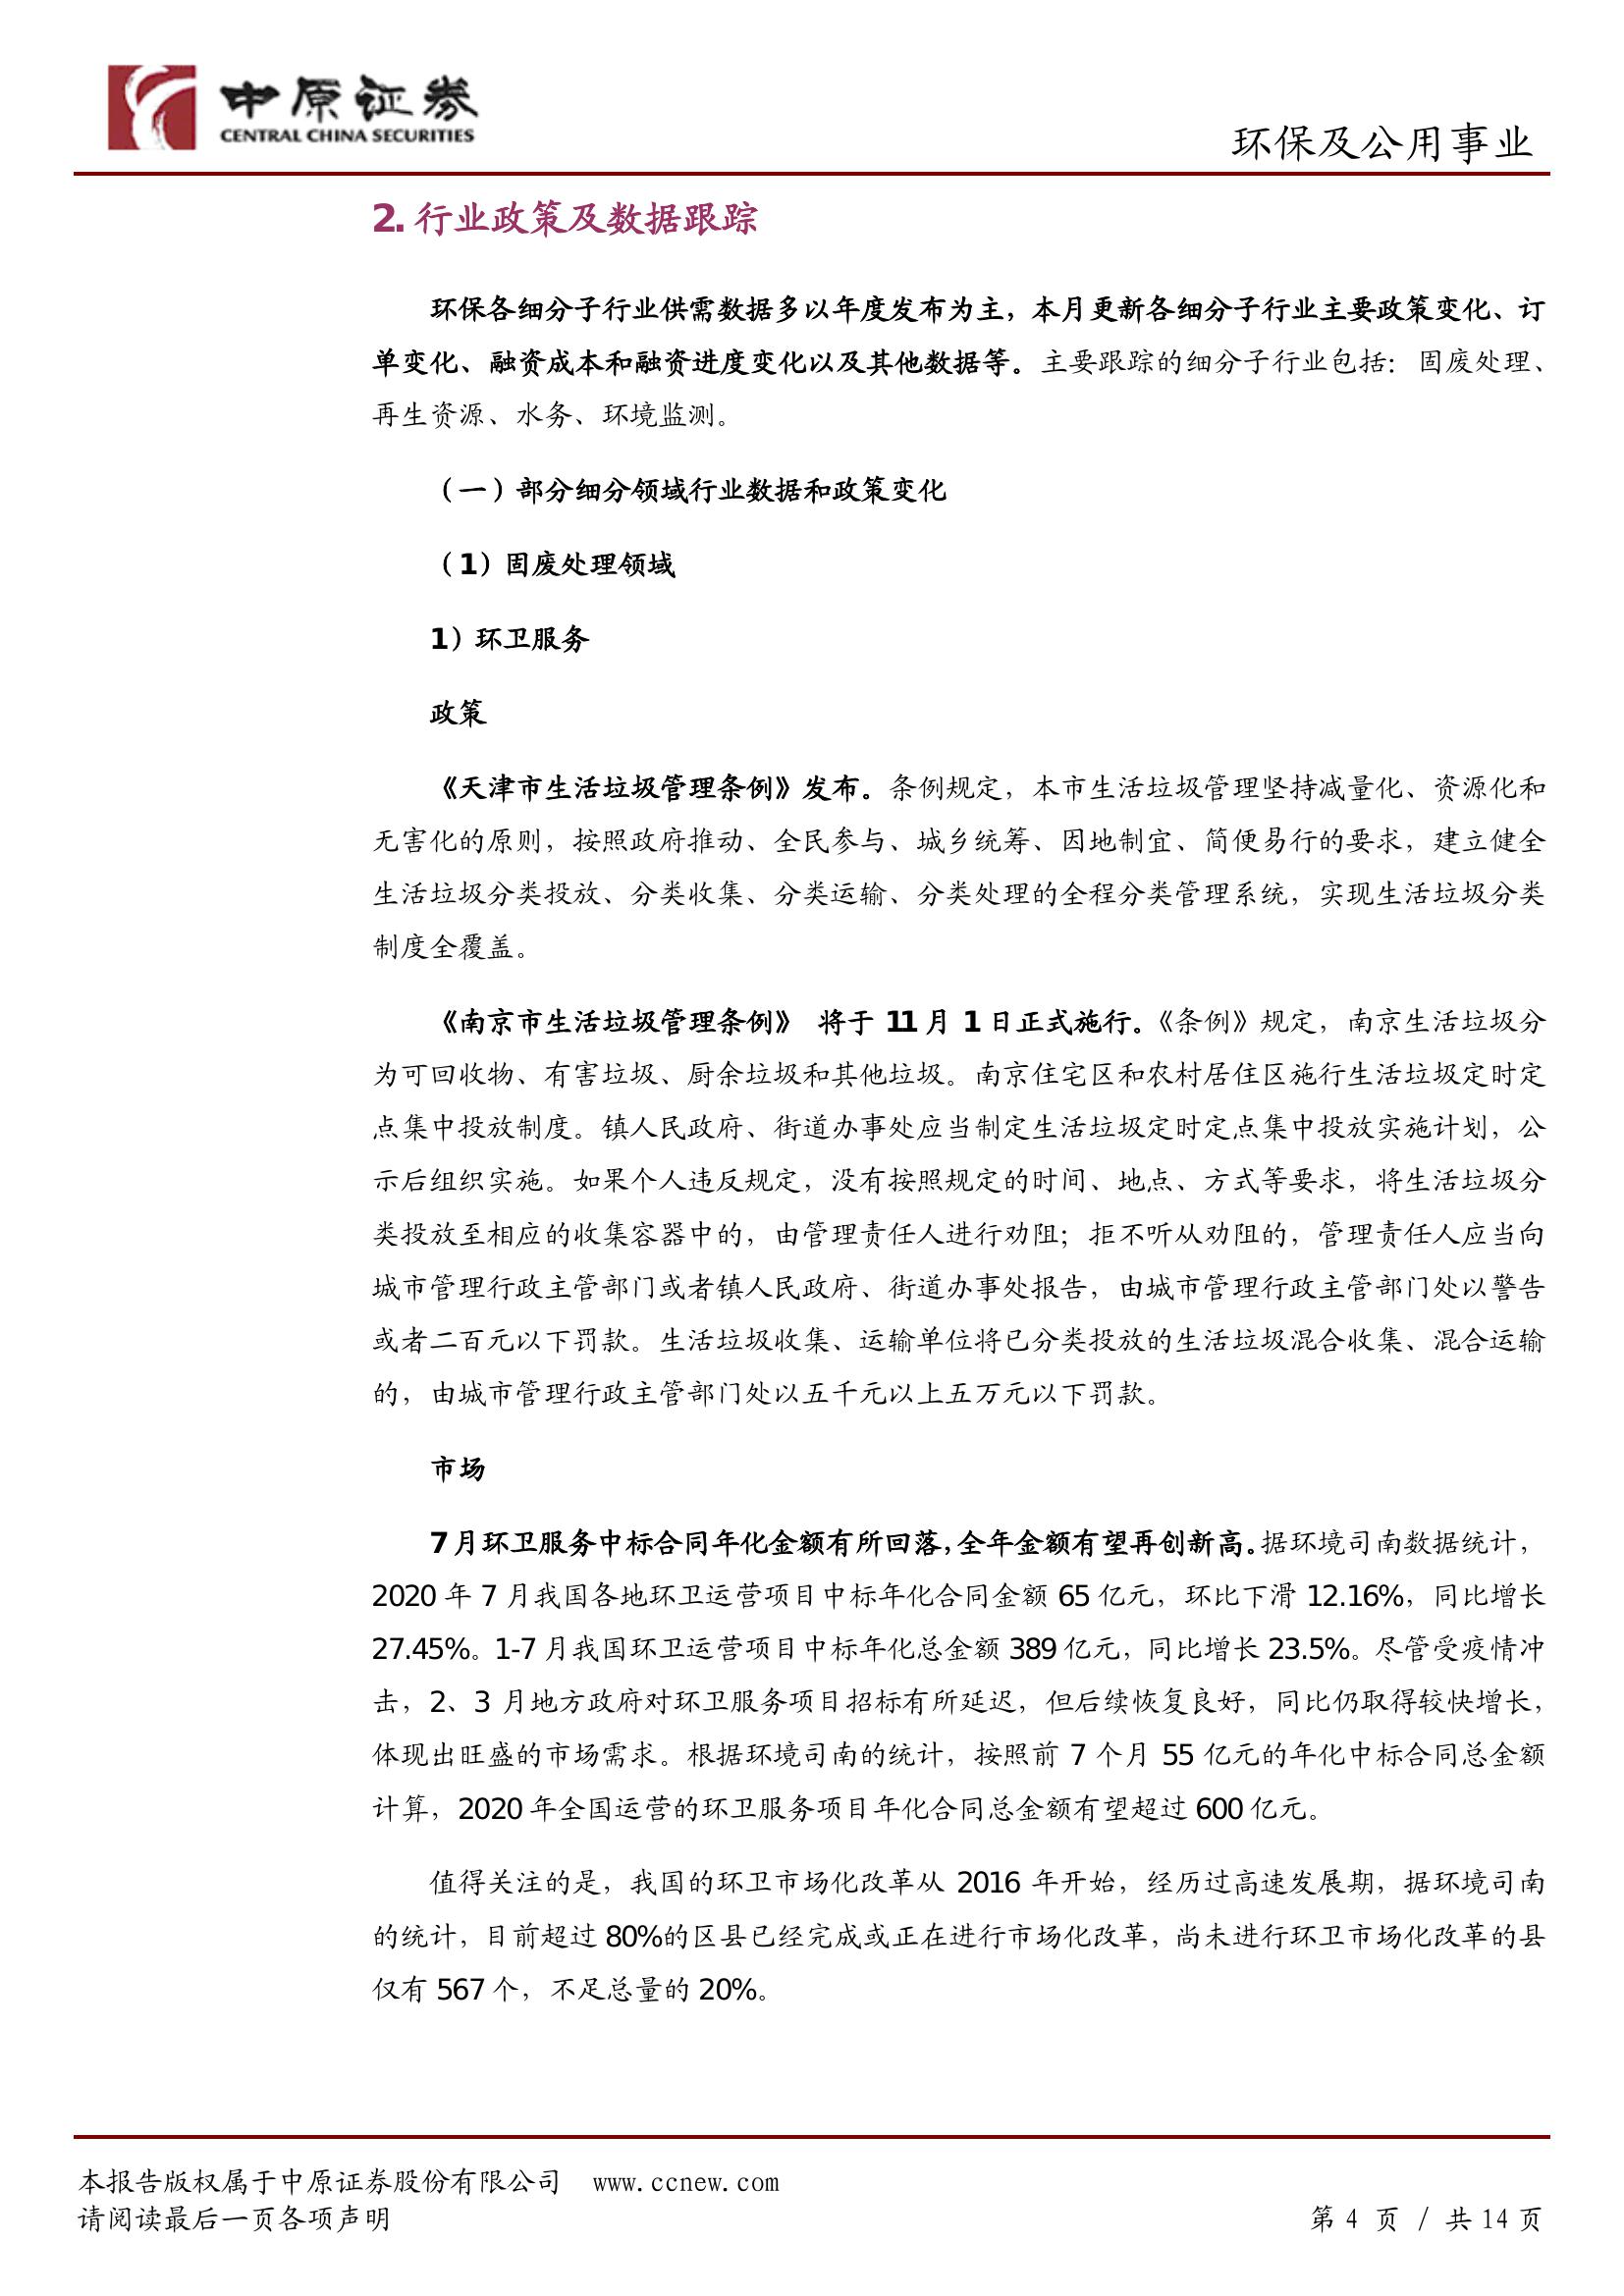 中原证券
CENTRAL CHINA SECURITIES
环保及公用事业
2. 行业政策及数据跟踪
环保各细分子行业供需数据多以年度发布为主，本月更新各细分子行业主要政策变化、订
单变化、融资成本和融资进度变化以及其他数据等。主要跟踪的细分子行业包括：固废处理、
再生资源、水务、环境监测。
（一）部分细分领域行业数据和政策变化
（1）固废处理领域
1）环卫服务
政策
《天津市生活垃圾管理条例》发布。条例规定，本市生活垃圾管理坚持减量化、资源化和
无害化的原则，按照政府推动、全民参与、城乡统筹、因地制宜、简便易行的要求，建立健全
生活垃圾分类投放、分类收集、分类运输、分类处理的全程分类管理系统，实现生活垃圾分类
制度全覆盖。
《南京市生活垃圾管理条例》 将于 11 月 1 日正式施行。《条例》规定，南京生活垃圾分
为可回收物、有害垃圾、厨余垃圾和其他垃圾。南京住宅区和农村居住区施行生活垃圾定时定
点集中投放制度。镇人民政府、街道办事处应当制定生活垃圾定时定点集中投放实施计划，公
示后组织实施。如果个人违反规定，没有按照规定的时间、地点、方式等要求，将生活垃圾分
类投放至相应的收集容器中的，由管理责任人进行劝阻；拒不听从劝阻的，管理责任人应当向
城市管理行政主管部门或者镇人民政府、街道办事处报告，由城市管理行政主管部门处以警告
或者二百元以下罚款。生活垃圾收集、运输单位将已分类投放的生活垃圾混合收集、混合运输
的，由城市管理行政主管部门处以五千元以上五万元以下罚款。
市场
7 月环卫服务中标合同年化金额有所回落，全年金额有望再创新高。据环境司南数据统计，
2020 年 7 月我国各地环卫运营项目中标年化合同金额 65 亿元，环比下滑 12.16%，同比增长
27.45%。1-7 月我国环卫运营项目中标年化总金额 389 亿元，同比增长 23.5%。尽管受疫情冲
击，2、3 月地方政府对环卫服务项目招标有所延迟，但后续恢复良好，同比仍取得较快增长，
体现出旺盛的市场需求。根据环境司南的统计，按照前 7 个月 55 亿元的年化中标合同总金额
计算，2020 年全国运营的环卫服务项目年化合同总金额有望超过 600 亿元。
值得关注的是，我国的环卫市场化改革从 2016 年开始，经历过高速发展期，据环境司南
的统计，目前超过 80%的区县已经完成或正在进行市场化改革，尚未进行环卫市场化改革的县
仅有 567 个，不足总量的 20%。
本报告版权属于中原证券股份有限公司 www.ccnew.com
请阅读最后一页各项声明
第 4 页 / 共 14 页